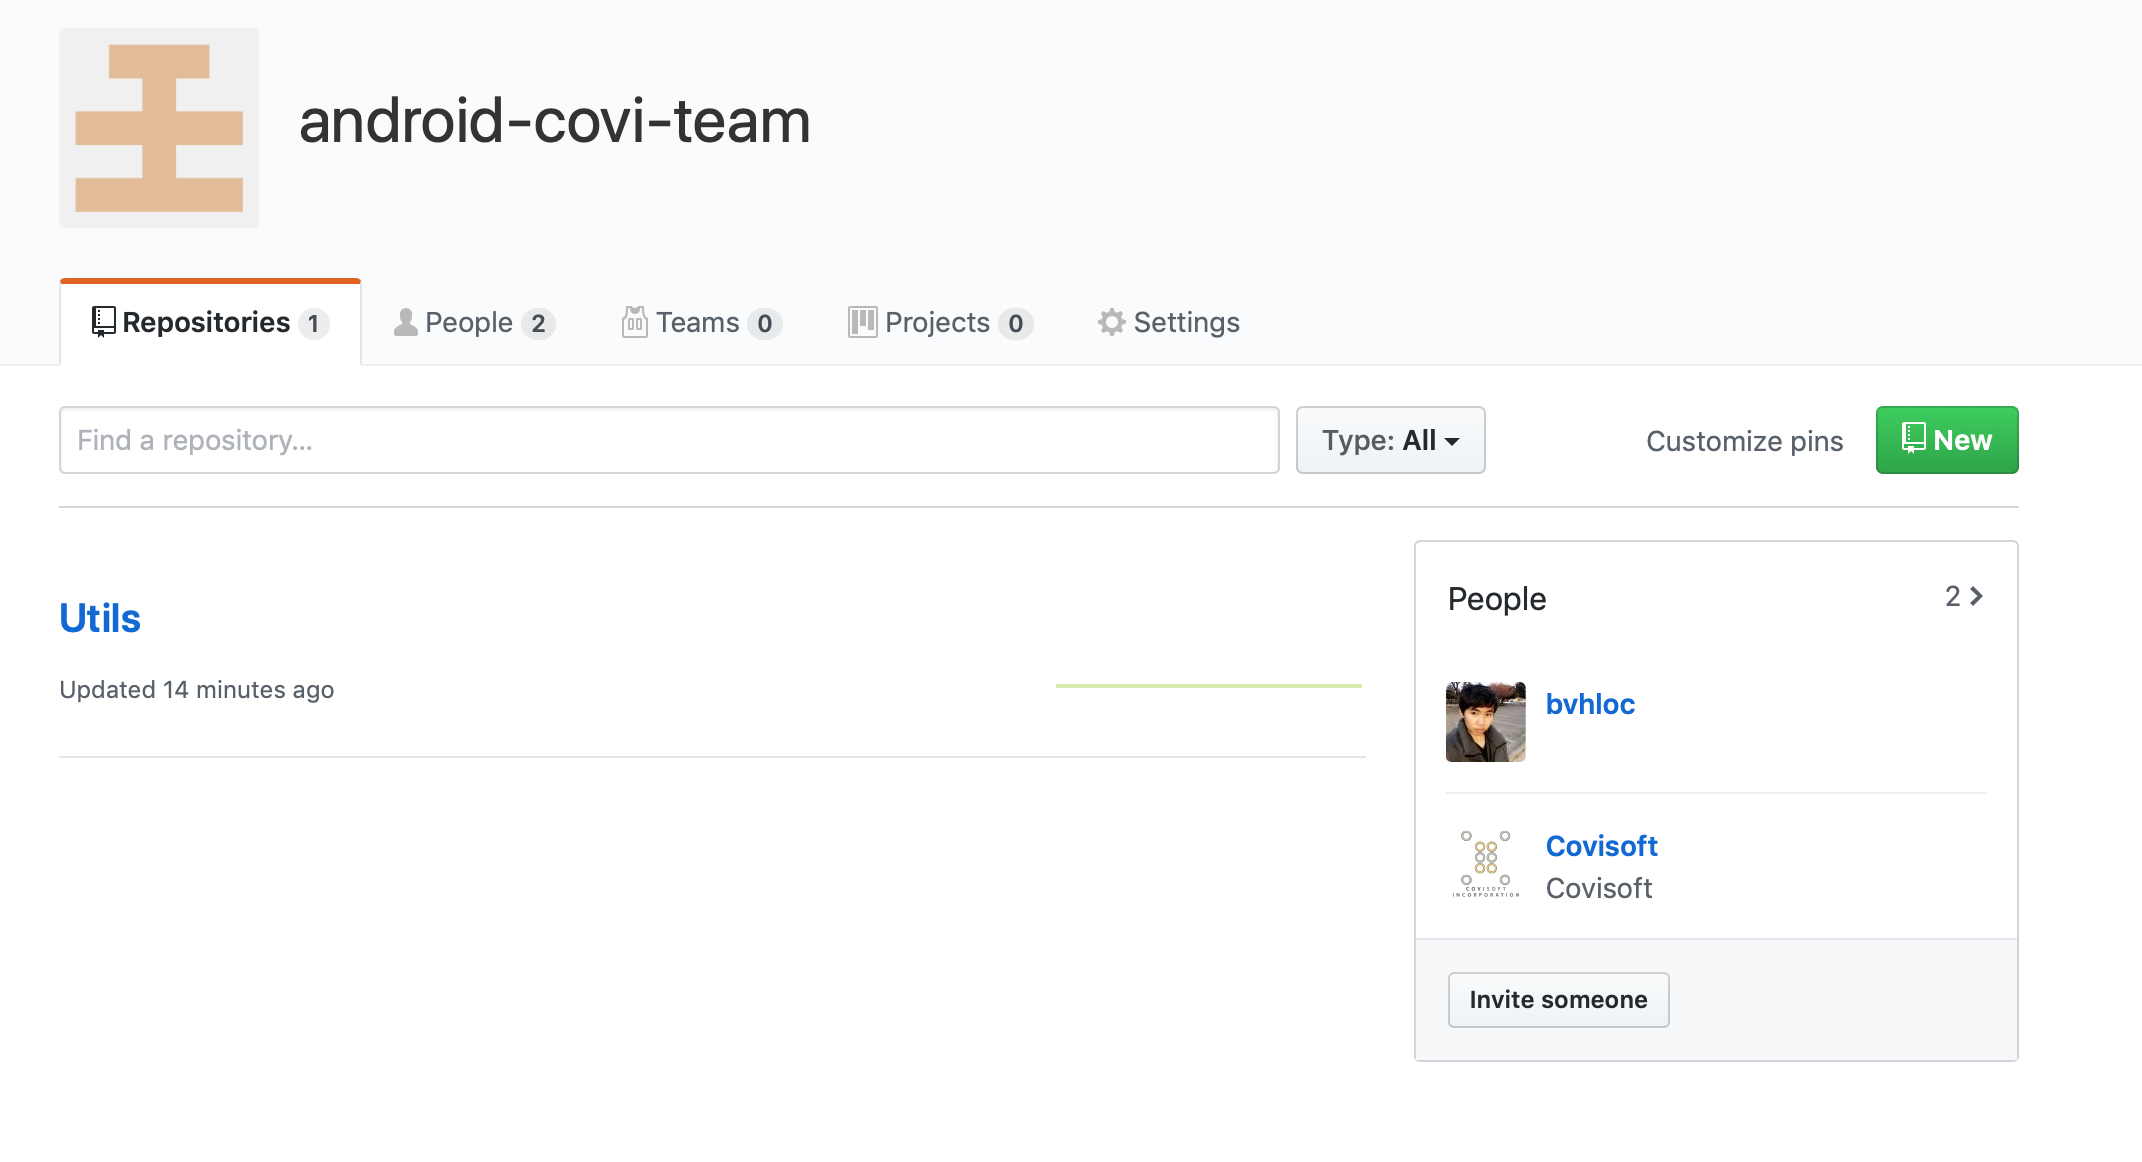 android-covi-team
Repositories 1 People 2 Teams 0 Projects 0 Settings
Find a repository... Type: All Customize pins New
Utils
Updated 14 minutes ago
People 2
bvhloc
COVISOFT
INCORPORATION
Covisoft
Covisoft
Invite someone